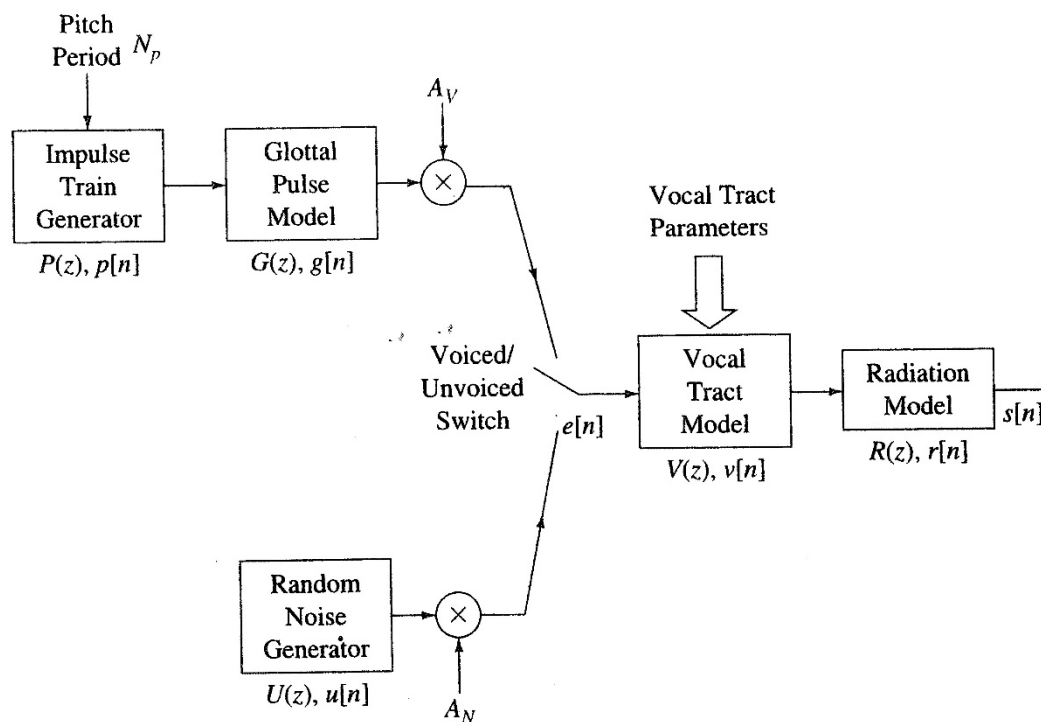 Pitch
Period N_p
A_V
Impulse
Train
Generator
P(z), p[n]
Glottal
Pulse
Model
G(z), g[n]
×
Vocal Tract
Parameters
Voiced/
Unvoiced
Switch
e[n]
Vocal
Tract
Model
V(z), v[n]
Radiation
Model
R(z), r[n]
s[n]
Random
Noise
Generator
U(z), u[n]
×
A_N